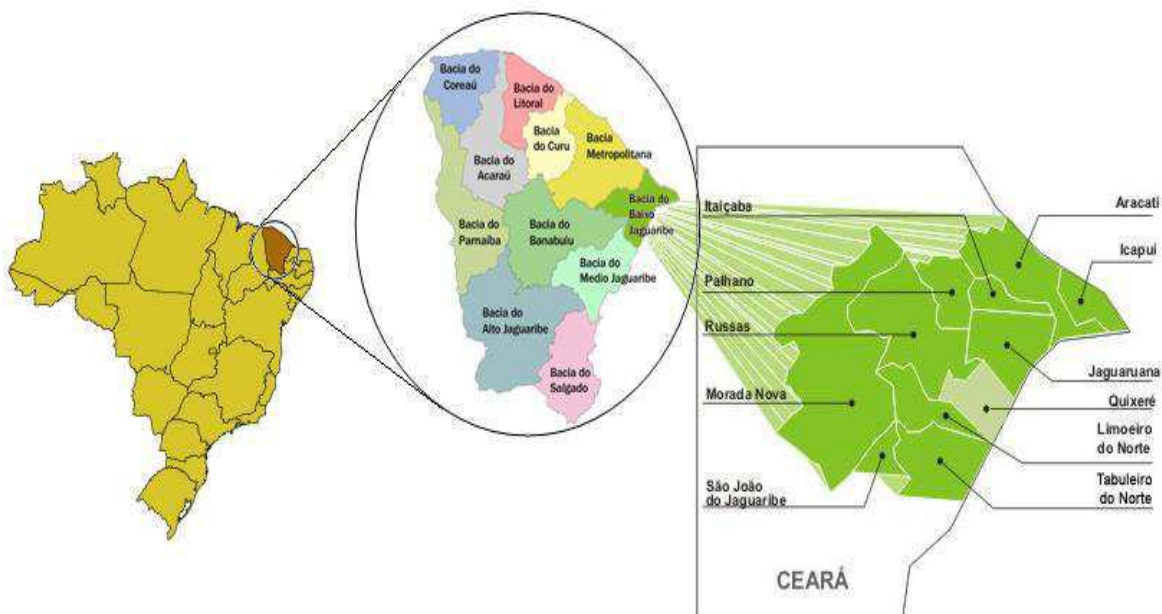 Bacia do
Coreaú
Bacia do
Litoral
Bacia
do Curu
Bacia
Metropolitana
Bacia do
Acaraú
Bacia do
Baixo
Jaguaribe
Bacia do
Parnaíba
Bacia do
Banabuiu
Bacia do
Medio Jaguaribe
Bacia do
Alto Jaguaribe
Bacia do
Salgado
Itaiçaba
Aracati
Icapui
Palhano
Russas
Jaguaruana
Morada Nova
Quixeré
Limoeiro
do Norte
São João
do Jaguaribe
Tabuleiro
do Norte
CEARÁ